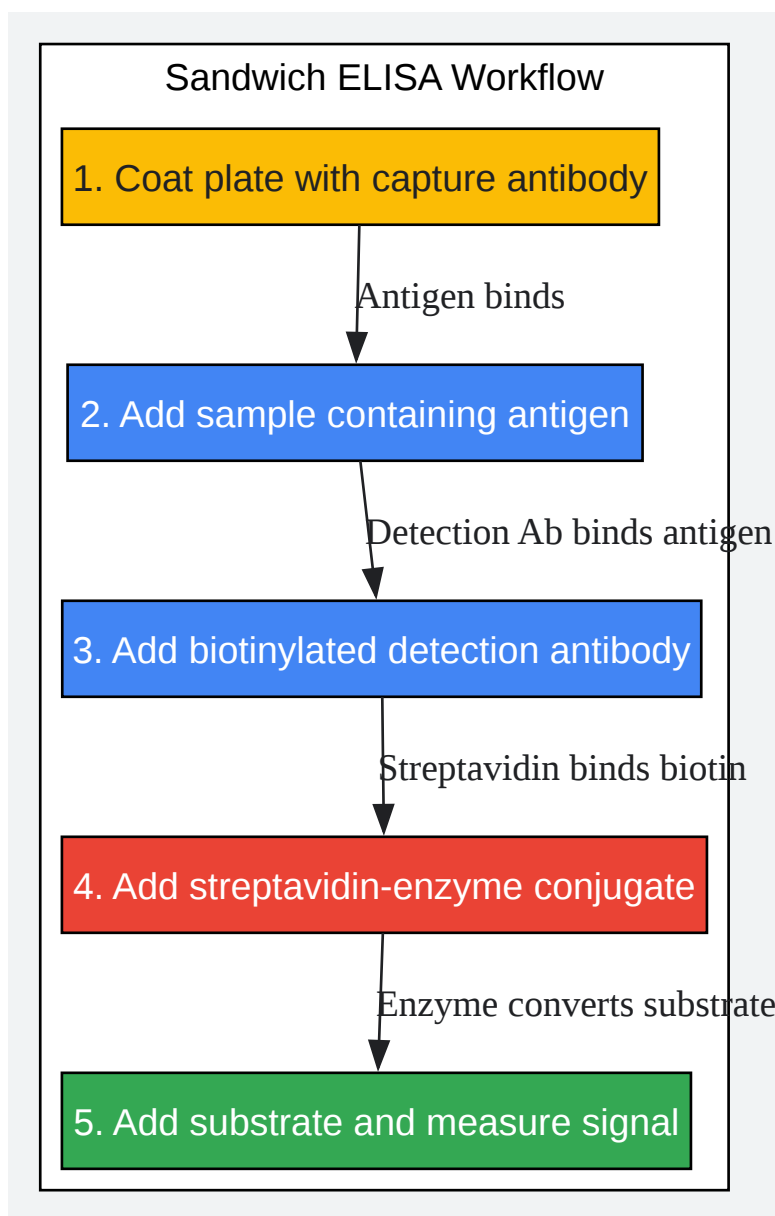 Sandwich ELISA Workflow
1. Coat plate with capture antibody
Antigen binds
2. Add sample containing antigen
Detection Ab binds antigen
3. Add biotinylated detection antibody
Streptavidin binds biotin
4. Add streptavidin-enzyme conjugate
Enzyme converts substrate
5. Add substrate and measure signal